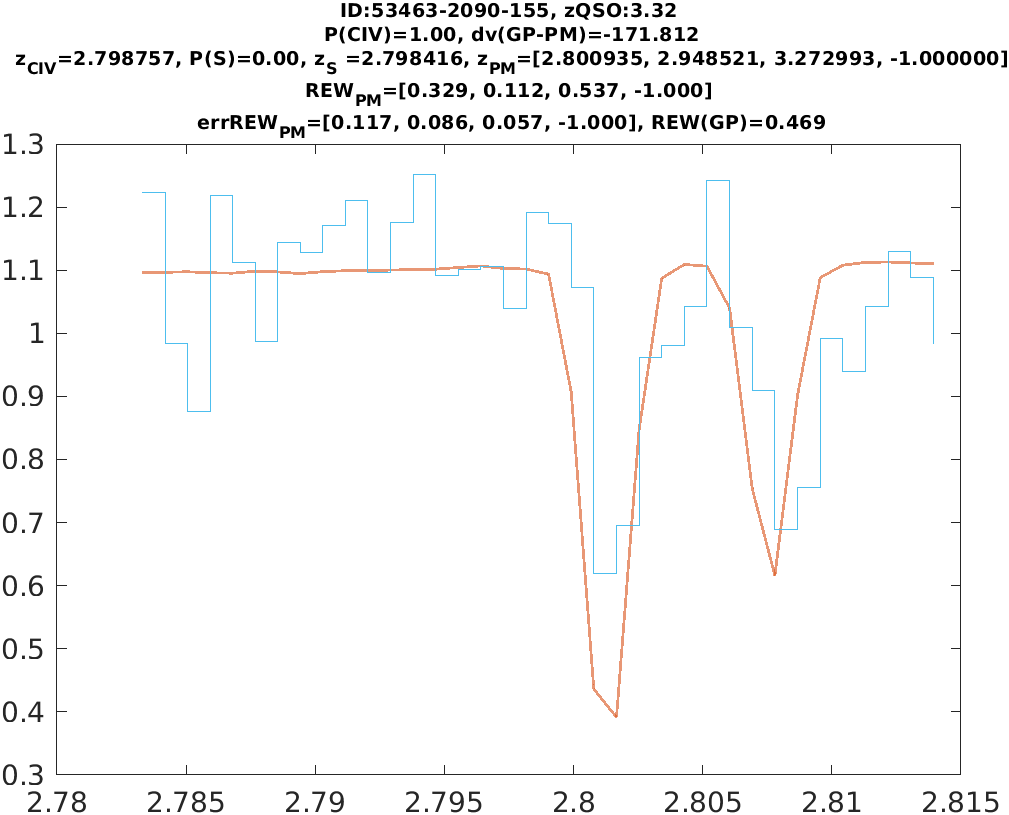 ID:53463-2090-155, zQSO:3.32
P(CIV)=1.00, dv(GP-PM)=-171.812
zCIV=2.798757, P(S)=0.00, zS =2.798416, zPM=[2.800935, 2.948521, 3.272993, -1.000000]
REWPM=[0.329, 0.112, 0.537, -1.000]
errREWPM=[0.117, 0.086, 0.057, -1.000], REW(GP)=0.469
1.3
1.2
1.1
1
0.9
0.8
0.7
0.6
0.5
0.4
0.3
2.78 2.785 2.79 2.795 2.8 2.805 2.81 2.815